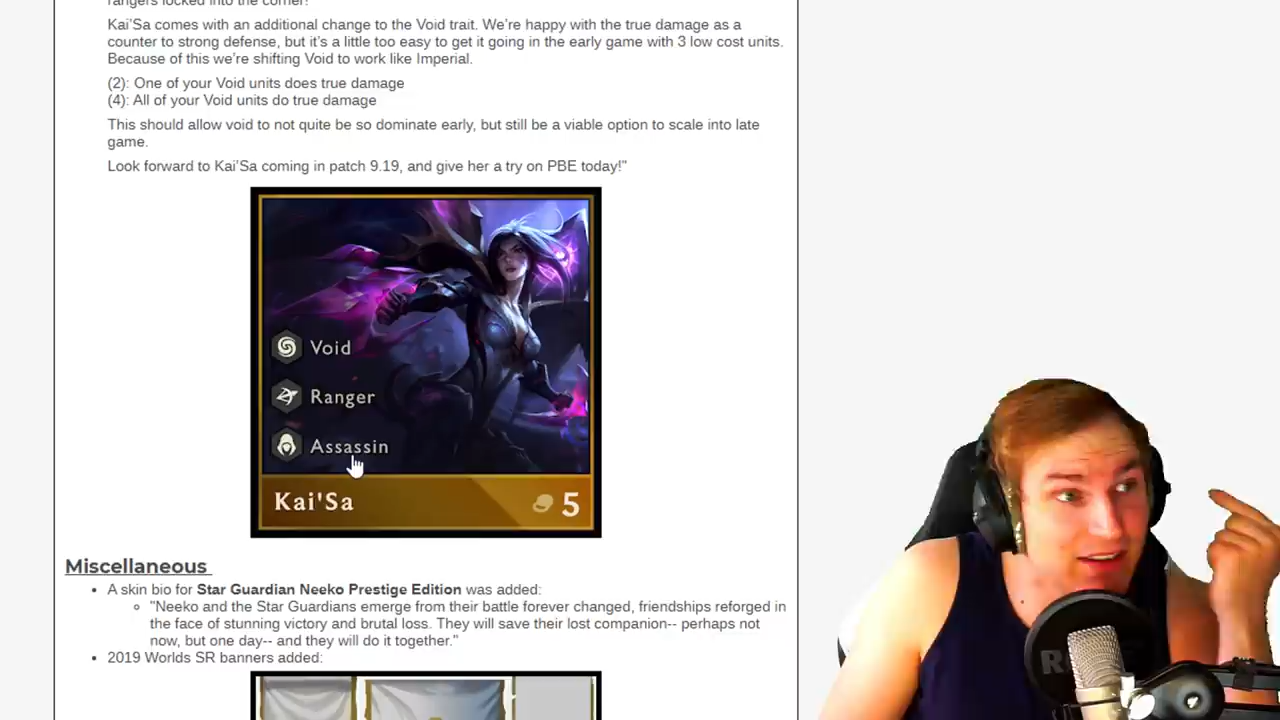 rangers locked into the corner!
Kai'Sa comes with an additional change to the Void trait. We're happy with the true damage as a
counter to strong defense, but it's a little too easy to get it going in the early game with 3 low cost units.
Because of this we're shifting Void to work like Imperial.
(2): One of your Void units does true damage
(4): All of your Void units do true damage
This should allow void to not quite be so dominate early, but still be a viable option to scale into late
game.
Look forward to Kai'Sa coming in patch 9.19, and give her a try on PBE today!"
Void
Ranger
Assassin
Kai'Sa 5
Miscellaneous
• A skin bio for Star Guardian Neeko Prestige Edition was added:
"Neeko and the Star Guardians emerge from their battle forever changed, friendships reforged in
the face of stunning victory and brutal loss. They will save their lost companion-- perhaps not
now, but one day-- and they will do it together."
• 2019 Worlds SR banners added: